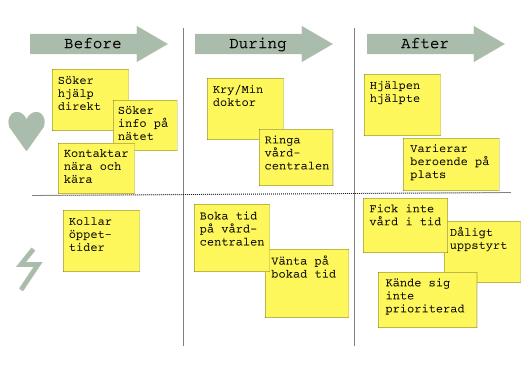 Before
During
After
Söker
hjälp
direkt
Söker
info på
nätet
Kontaktar
nära och
kära
Kry/Min
doktor
Ringa
vård-
centralen
Hjälpen
hjälpte
Varierar
beroende på
plats
Kollar
öppet-
tider
Boka tid
på vård-
centralen
Vänta på
bokad tid
Fick inte
vård i tid
Dåligt
uppstyrt
Kände sig
inte
prioriterad